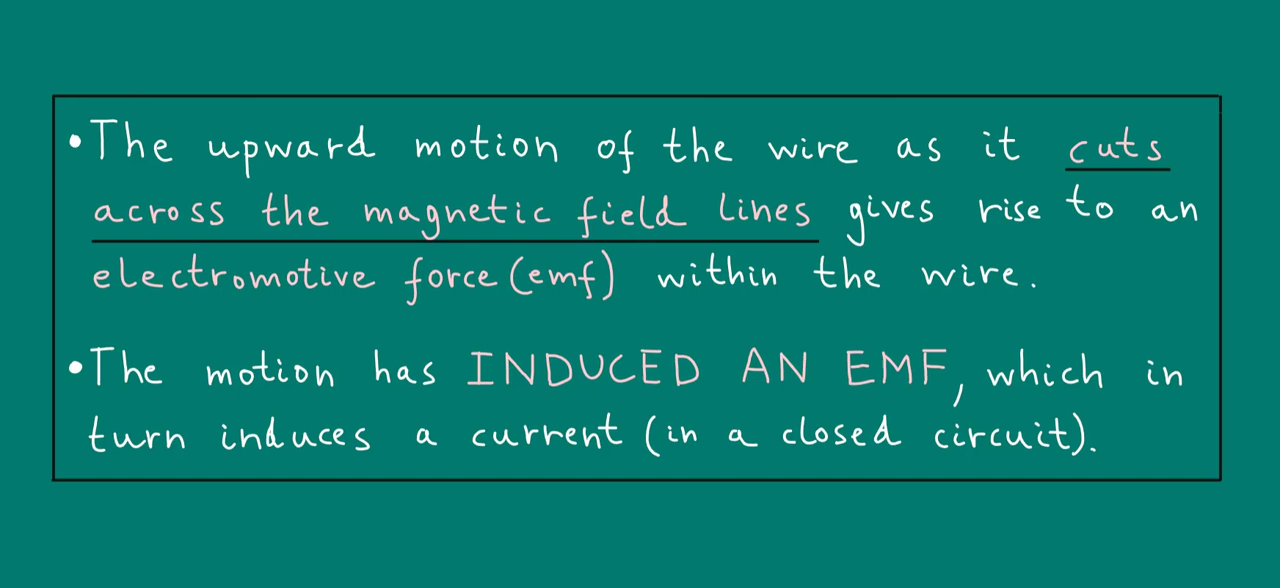 •The upward motion of the wire as it cuts
across the magnetic field lines gives rise to an
electromotive force (emf) within the wire.
•The motion has INDUCED AN EMF, which in
turn induces a current (in a closed circuit).